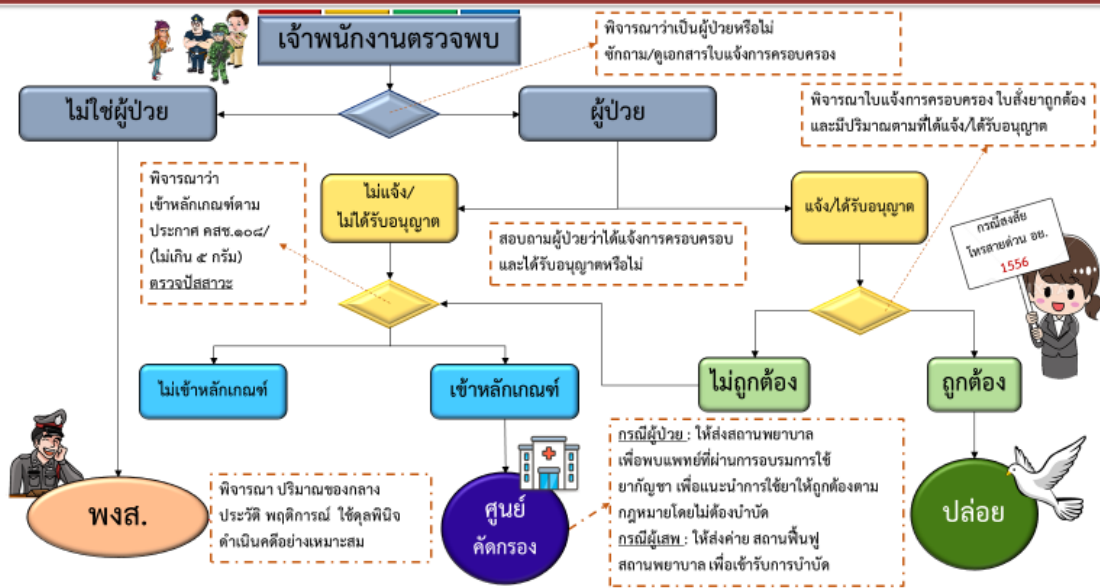 เจ้าพนักงานตรวจพบ
พิจารณาว่าเป็นผู้ป่วยหรือไม่
ซักถาม/ดูเอกสารใบแจ้งการครอบครอง
ไม่ใช่ผู้ป่วย
ผู้ป่วย
พิจารณาใบแจ้งการครอบครอง ใบสั่งยาถูกต้อง
และมีปริมาณตามที่ได้แจ้ง/ได้รับอนุญาต
พิจารณาว่า
เข้าหลักเกณฑ์ตาม
ประกาศ คสช.๑๐๘/
(ไม่เกิน ๕ กรัม)
ตรวจปัสสาวะ
ไม่แจ้ง/
ไม่ได้รับอนุญาต
แจ้ง/ได้รับอนุญาต
สอบถามผู้ป่วยว่าได้แจ้งการครอบครอบ
และได้รับอนุญาตหรือไม่
กรณีสงสัย
โทรสายด่วน อย.
1556
ไม่เข้าหลักเกณฑ์
เข้าหลักเกณฑ์
ไม่ถูกต้อง
ถูกต้อง
กรณีผู้ป่วย : ให้ส่งสถานพยาบาล
เพื่อพบแพทย์ที่ผ่านการอบรมการใช้
ยากัญชา เพื่อแนะนำการใช้ยาให้ถูกต้องตาม
กฎหมายโดยไม่ต้องบำบัด
กรณีผู้เสพ : ให้ส่งค่าย สถานฟื้นฟู
สถานพยาบาล เพื่อเข้ารับการบำบัด
พงส.
พิจารณา ปริมาณของกลาง
ประวัติ พฤติการณ์ ใช้ดุลพินิจ
ดำเนินคดีอย่างเหมาะสม
ศูนย์
คัดกรอง
ปล่อย